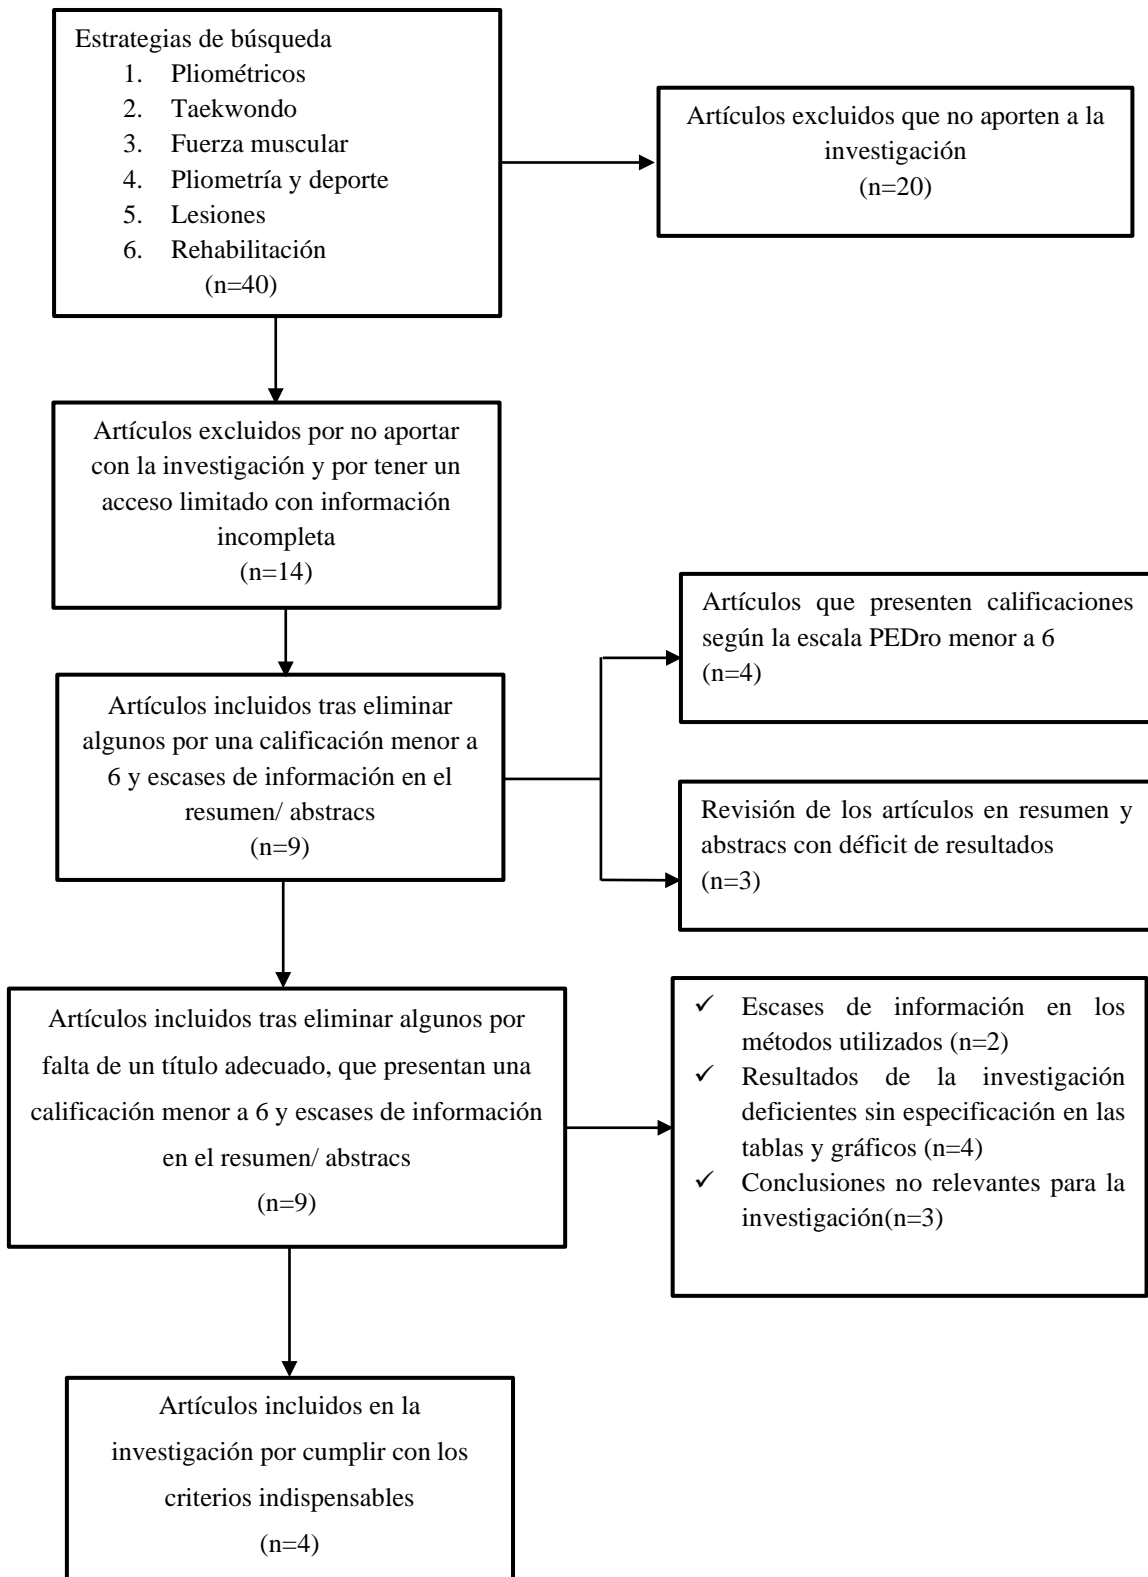 Estrategias de búsqueda
1. Pliométricos
2. Taekwondo
3. Fuerza muscular
4. Pliometría y deporte
5. Lesiones
6. Rehabilitación
(n=40)
Artículos excluidos que no aporten a la
investigación
(n=20)
Artículos excluidos por no aportar
con la investigación y por tener un
acceso limitado con información
incompleta
(n=14)
Artículos que presenten calificaciones
según la escala PEDro menor a 6
(n=4)
Artículos incluidos tras eliminar
algunos por una calificación menor a
6 y escases de información en el
resumen/ abstracs
(n=9)
Revisión de los artículos en resumen y
abstracs con déficit de resultados
(n=3)
Artículos incluidos tras eliminar algunos por
falta de un título adecuado, que presentan una
calificación menor a 6 y escases de información
en el resumen/ abstracs
(n=9)
✓ Escases de información en los
métodos utilizados (n=2)
✓ Resultados de la investigación
deficientes sin especificación en las
tablas y gráficos (n=4)
✓ Conclusiones no relevantes para la
investigación(n=3)
Artículos incluidos en la
investigación por cumplir con los
criterios indispensables
(n=4)